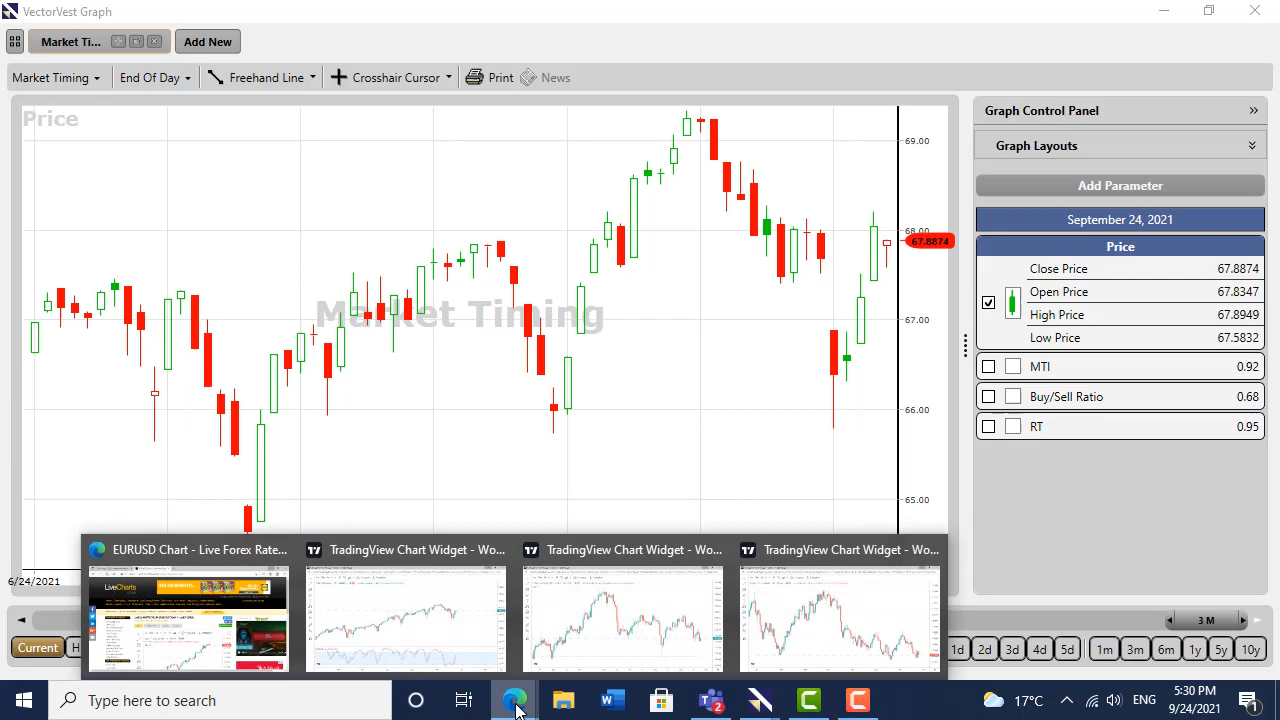 VectorVest Graph
Market Ti...
Add New
Market Timing
End Of Day
Freehand Line
Crosshair Cursor
Print
News
Price
Market Timing
69.00
68.00
67.8874
67.00
66.00
65.00
6/24/2021
Graph Control Panel
Graph Layouts
Add Parameter
September 24, 2021
Price
Close Price 67.8874
Open Price 67.8347
High Price 67.8949
Low Price 67.5832
MTI 0.92
Buy/Sell Ratio 0.68
RT 0.95
EURUSD Chart - Live Forex Rate...
TradingView Chart Widget - Wo...
TradingView Chart Widget - Wo...
TradingView Chart Widget - Wo...
LiveCharts
3 M
Current
H
1d 2d 3d 4d 5d 1m 3m 6m 1y 5y 10y
Type here to search
2
17°C
ENG
5:30 PM
9/24/2021
1